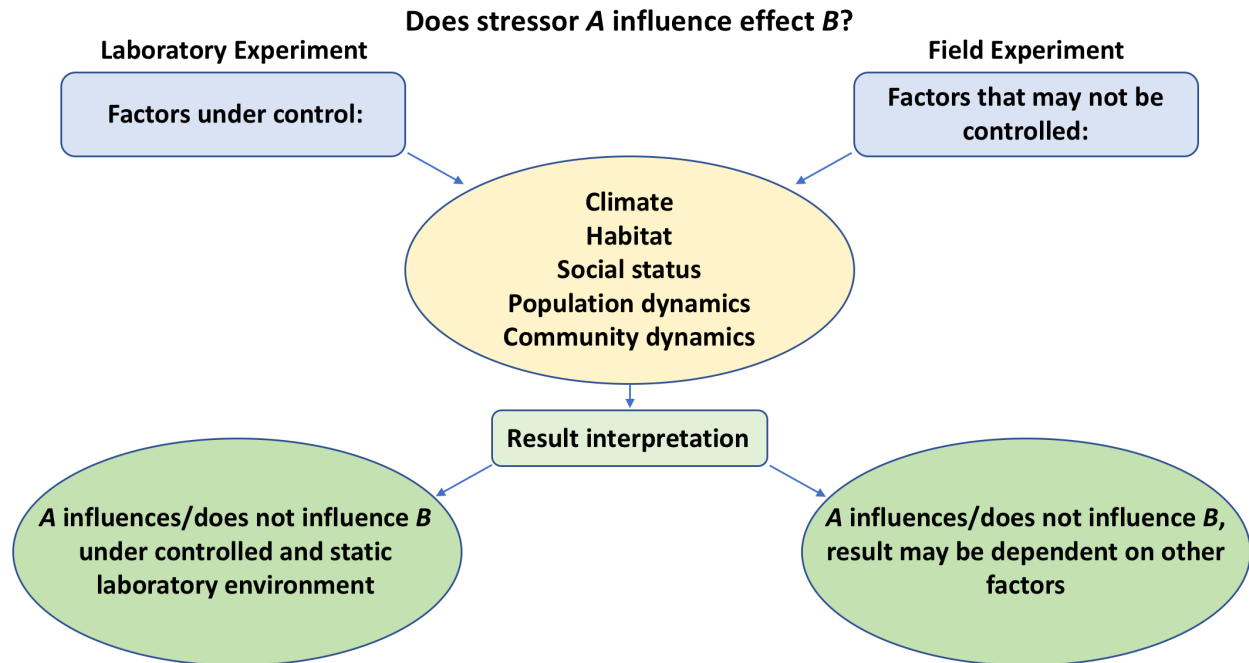 Does stressor A influence effect B?
Laboratory Experiment
Field Experiment
Factors under control:
Factors that may not be
controlled:
Climate
Habitat
Social status
Population dynamics
Community dynamics
Result interpretation
A influences/does not influence B
under controlled and static
laboratory environment
A influences/does not influence B,
result may be dependent on other
factors